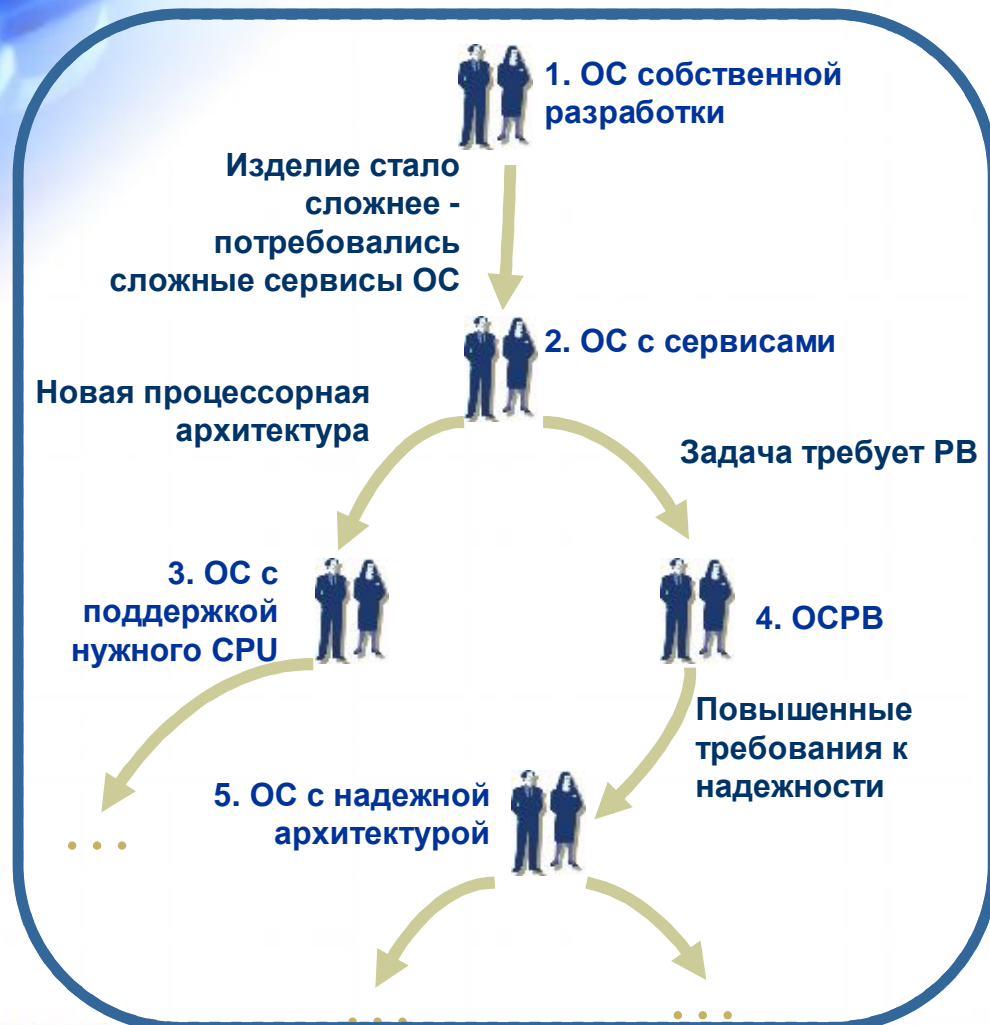 1. ОС собственной
разработки
Изделие стало
сложнее -
потребовались
сложные сервисы ОС
2. ОС с сервисами
Новая процессорная
архитектура
Задача требует РВ
3. ОС с
поддержкой
нужного CPU
4. ОСРВ
Повышенные
требования к
надежности
5. ОС с надежной
архитектурой
. . .
. . .
. . .